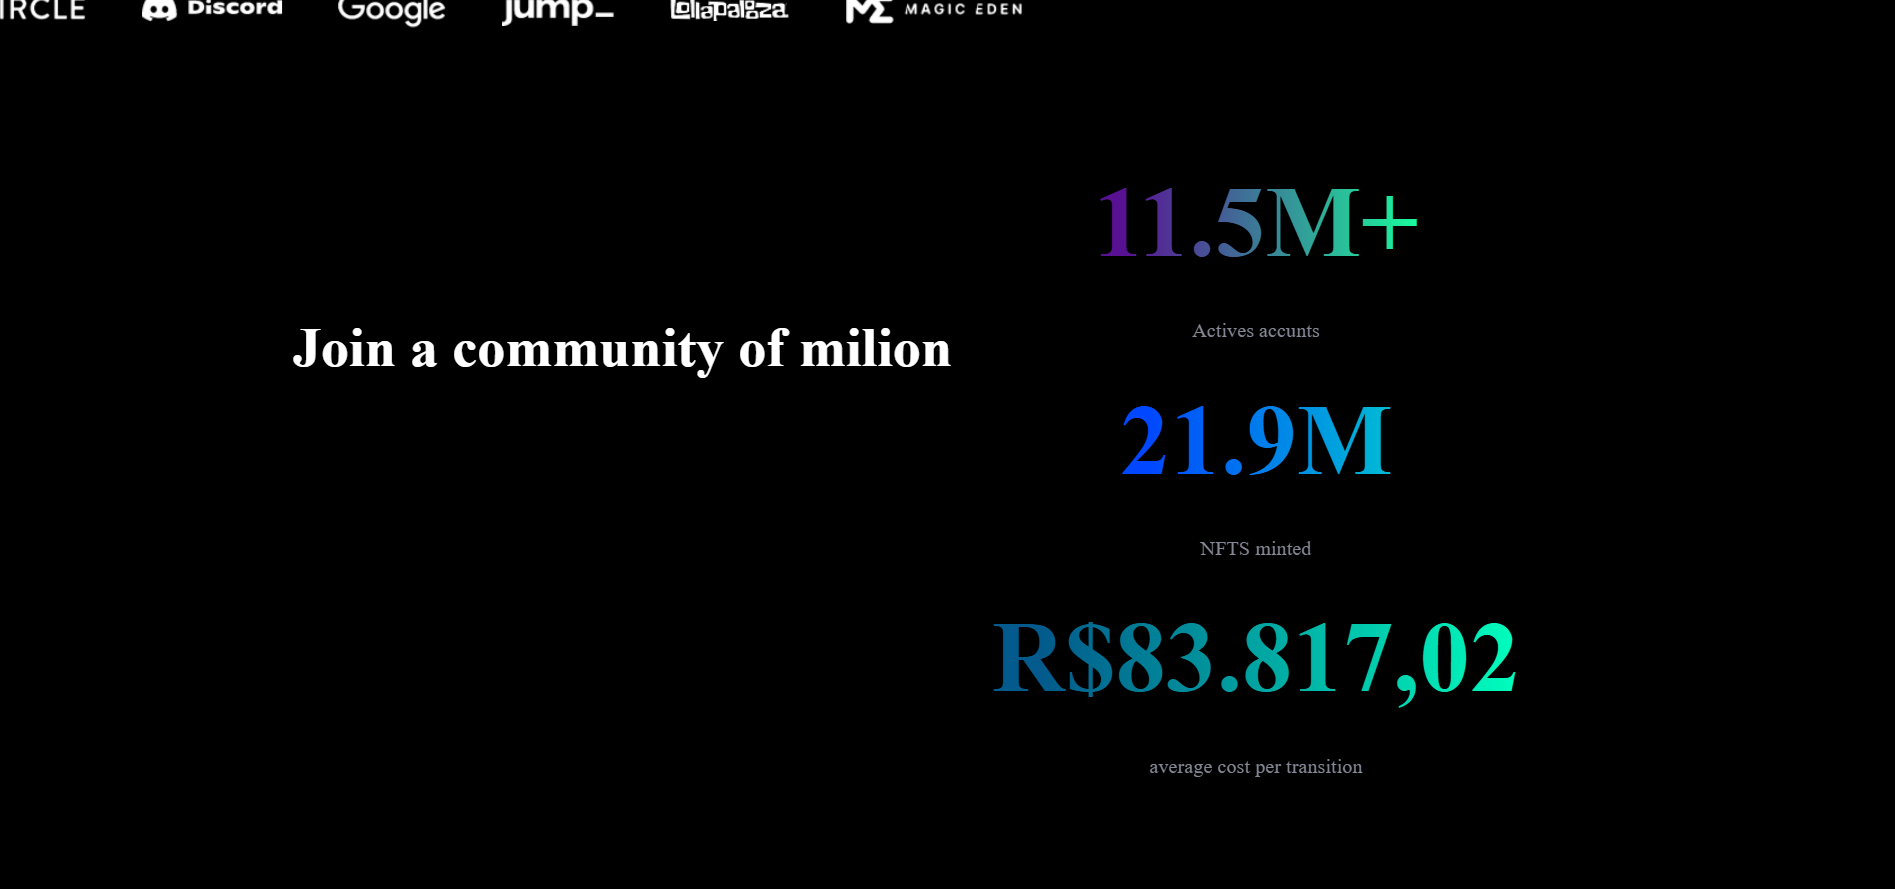 IRCLE Discord Google jump_ Lollapalooza ME MAGIC EDEN
11.5M+
Actives accunts
Join a community of milion
21.9M
NFTS minted
R$83.817,02
average cost per transition